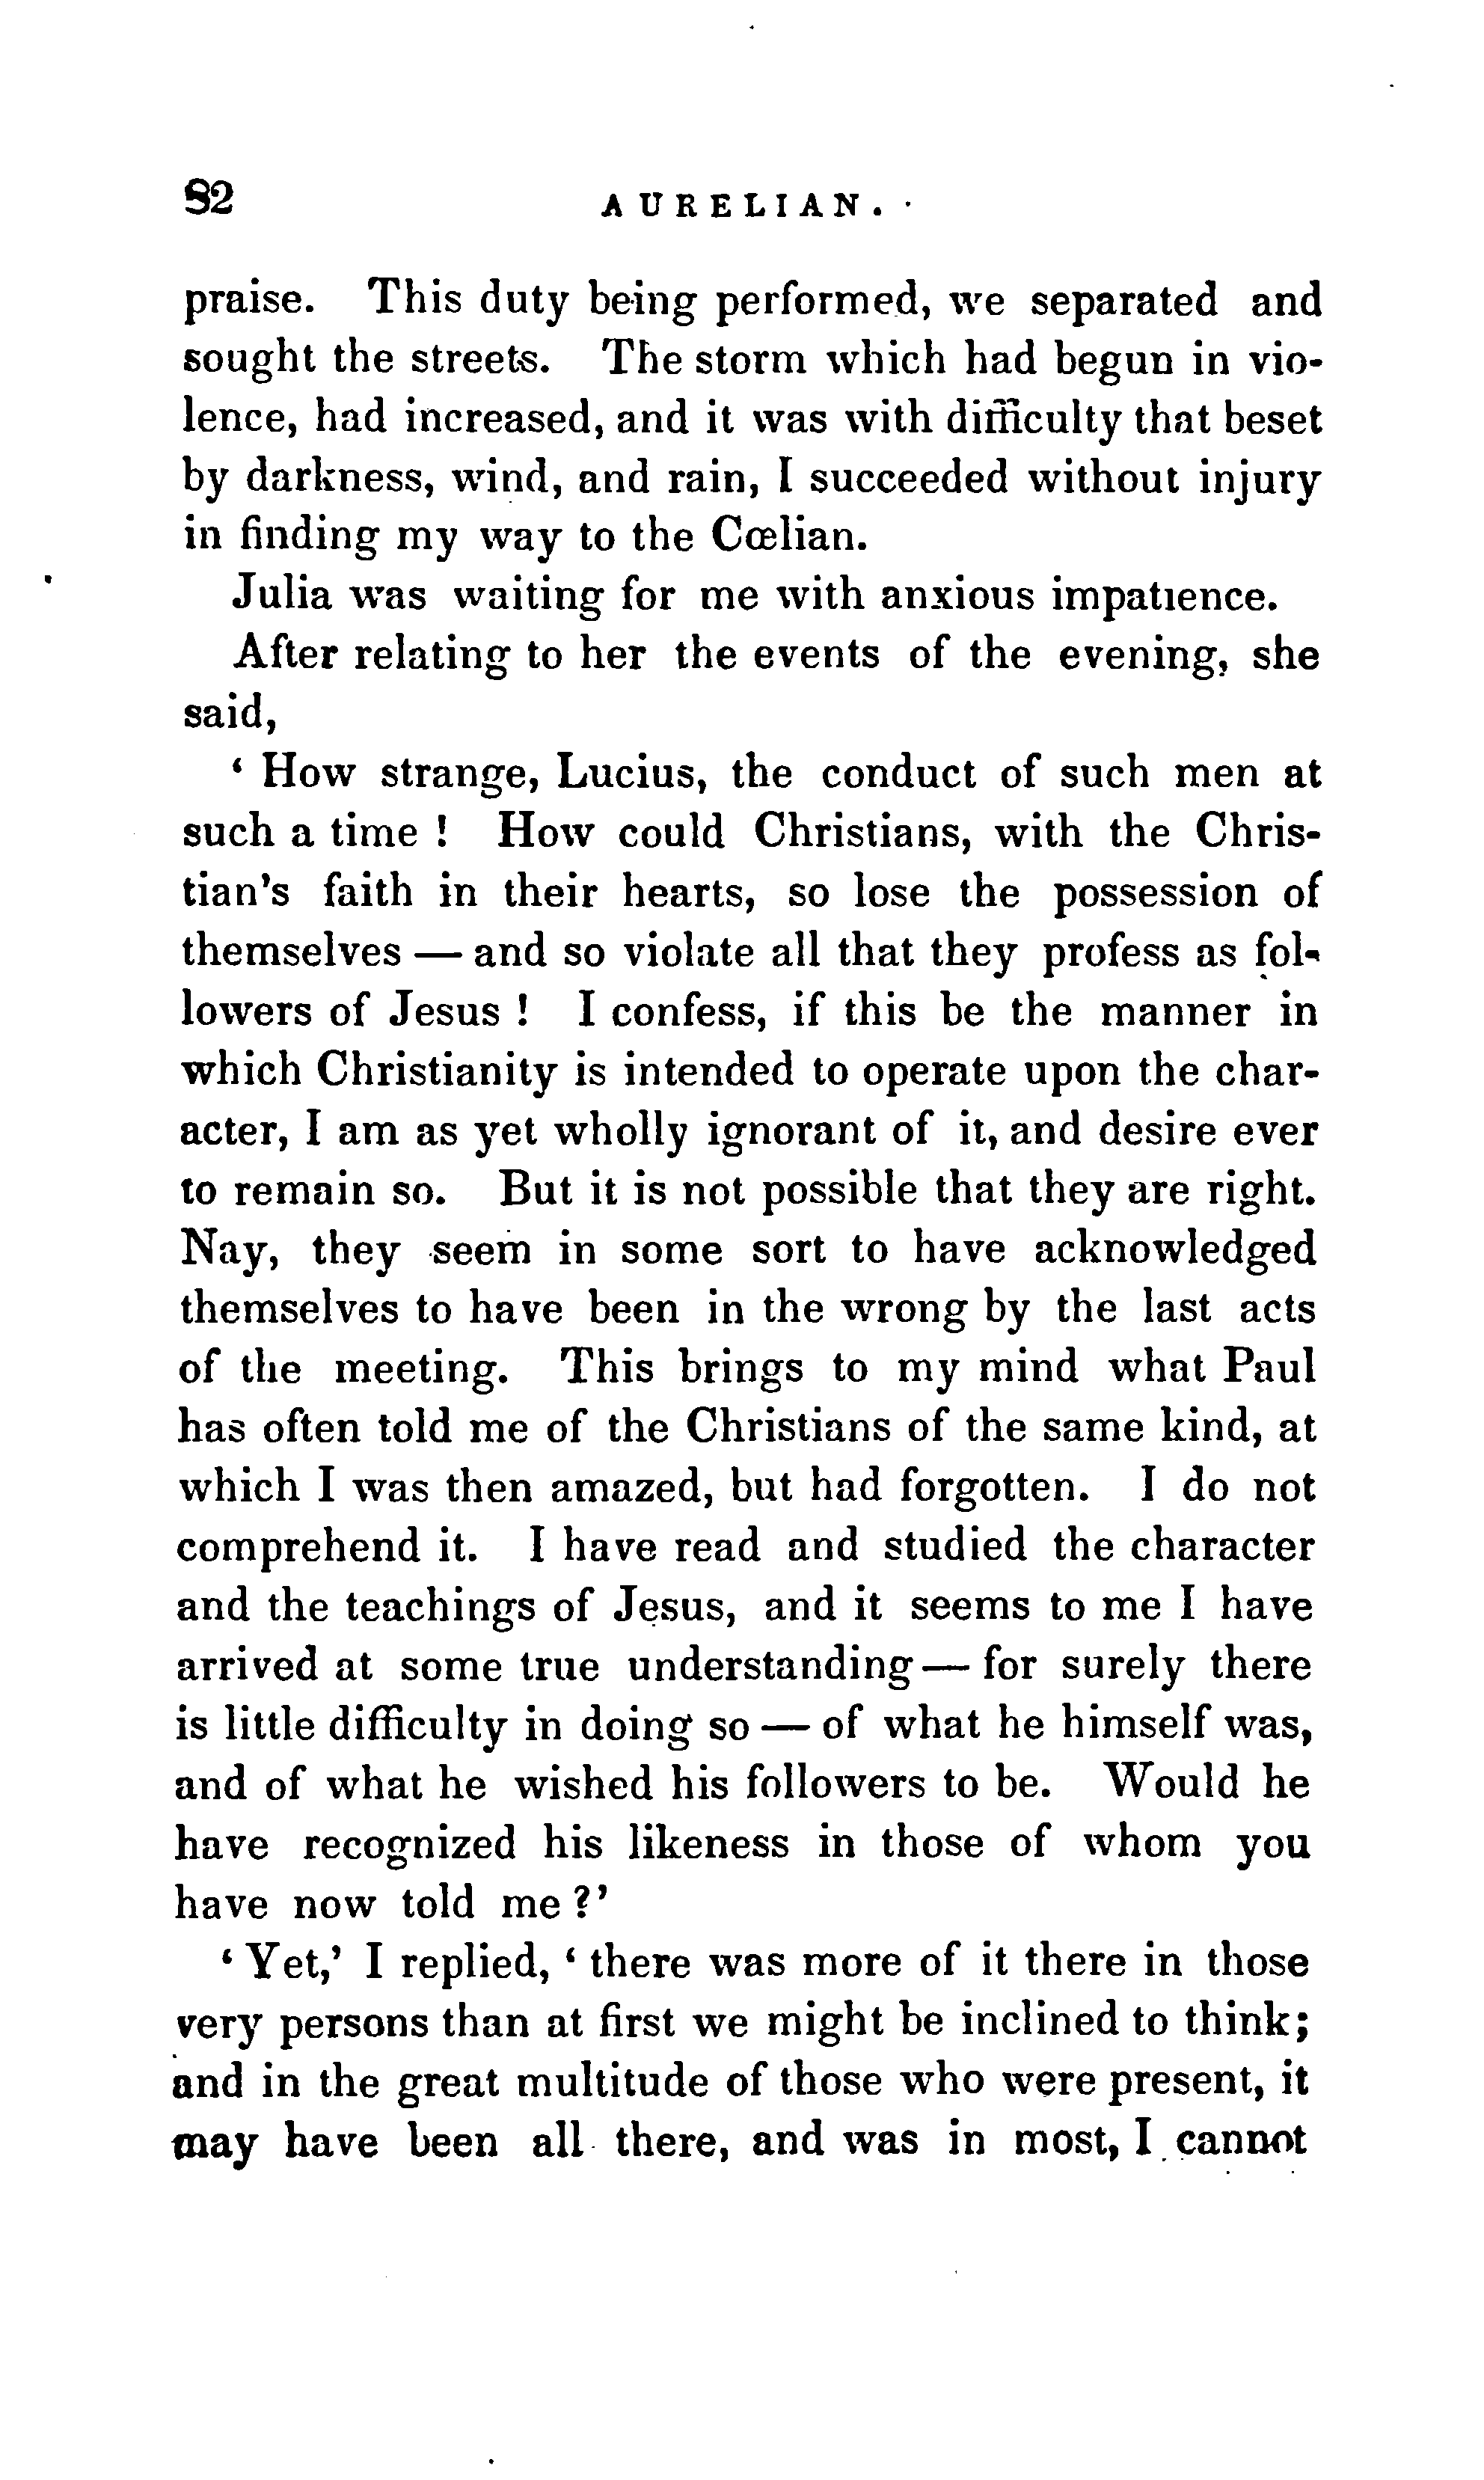 82 AURELIAN.
praise. This duty being performed, we separated and
sought the streets. The storm which had begun in vio-
lence, had increased, and it was with difficulty that beset
by darkness, wind, and rain, I succeeded without injury
in finding my way to the Cœlian.
Julia was waiting for me with anxious impatience.
After relating to her the events of the evening, she
said,
‘ How strange, Lucius, the conduct of such men at
such a time ! How could Christians, with the Chris-
tian’s faith in their hearts, so lose the possession of
themselves — and so violate all that they profess as fol-
lowers of Jesus ! I confess, if this be the manner in
which Christianity is intended to operate upon the char-
acter, I am as yet wholly ignorant of it, and desire ever
to remain so. But it is not possible that they are right.
Nay, they seem in some sort to have acknowledged
themselves to have been in the wrong by the last acts
of the meeting. This brings to my mind what Paul
has often told me of the Christians of the same kind, at
which I was then amazed, but had forgotten. I do not
comprehend it. I have read and studied the character
and the teachings of Jesus, and it seems to me I have
arrived at some true understanding — for surely there
is little difficulty in doing so — of what he himself was,
and of what he wished his followers to be. Would he
have recognized his likeness in those of whom you
have now told me ?’
‘ Yet,’ I replied, ‘ there was more of it there in those
very persons than at first we might be inclined to think;
and in the great multitude of those who were present, it
may have been all there, and was in most, I cannot